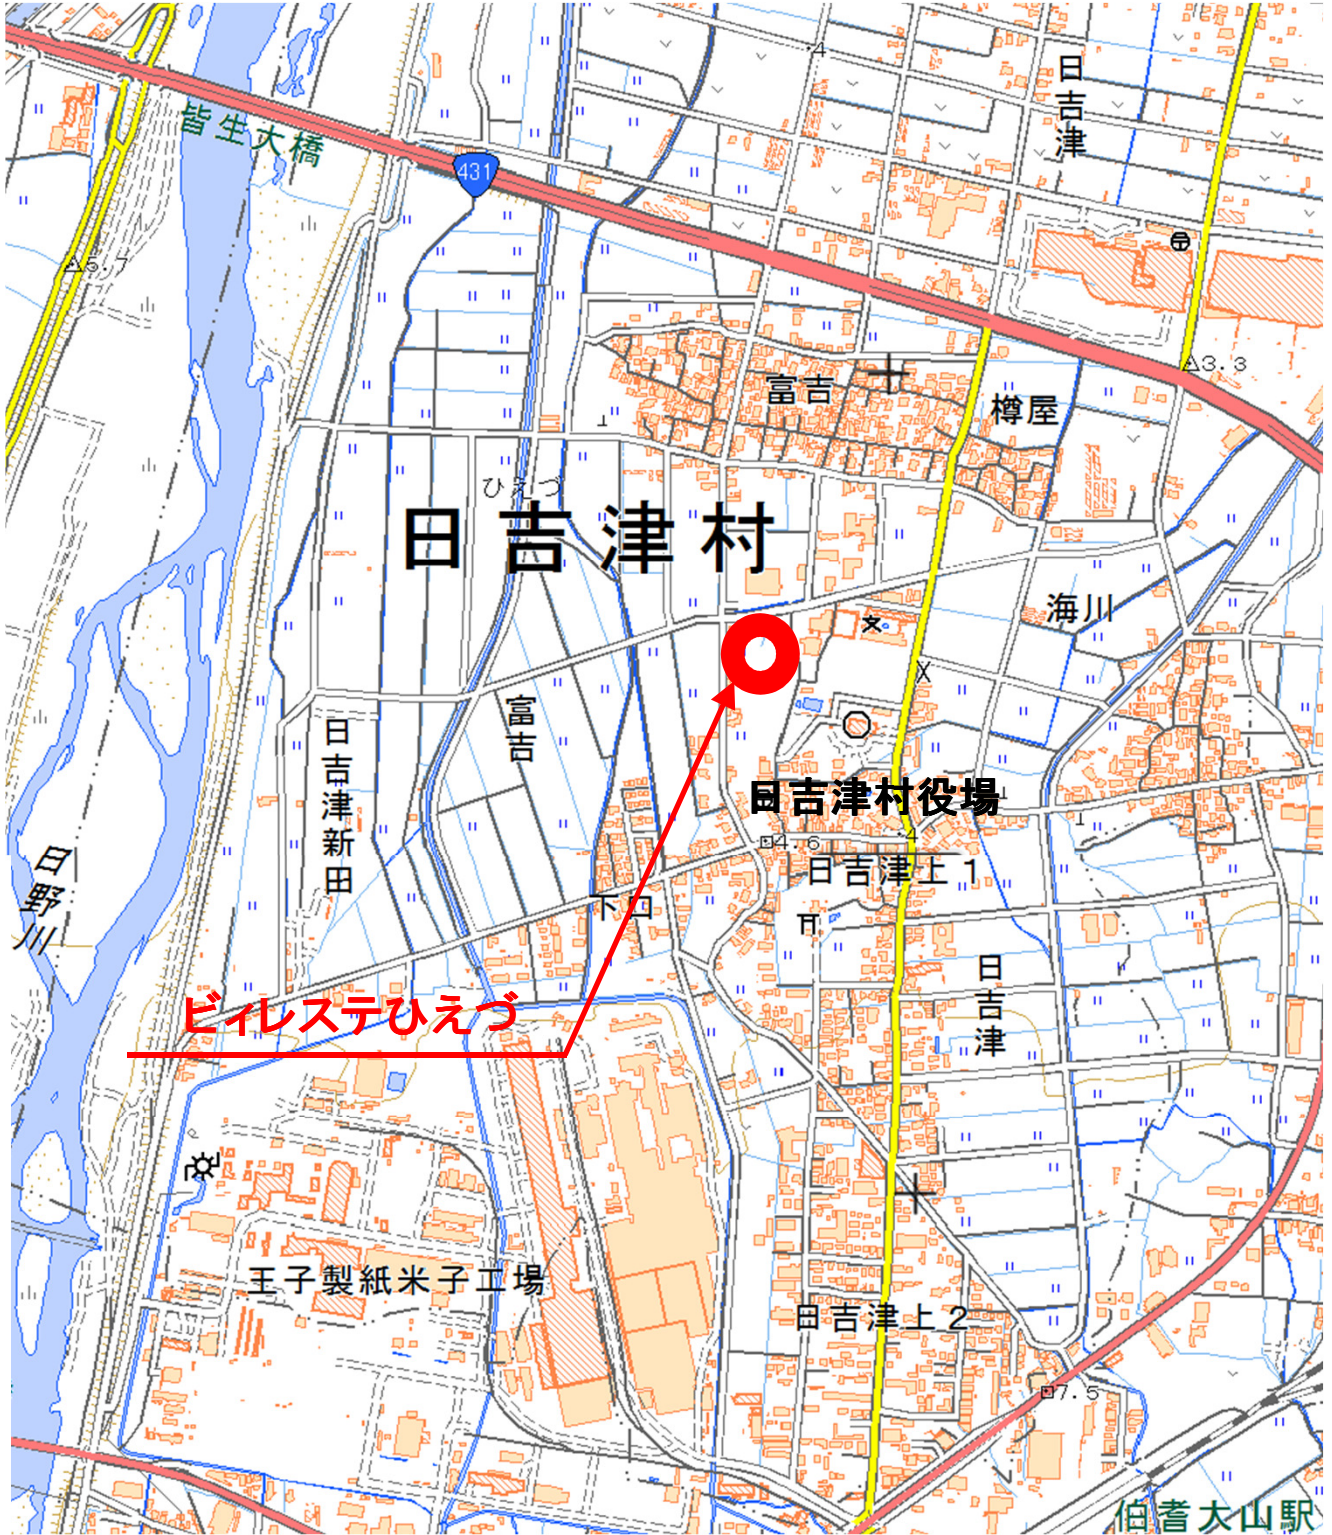 4
日吉津
皆生大橋
431
5.7
3.3
富吉
樽屋
ひえづ
日吉津村
海川
富吉
日吉津新田
日吉津村役場
4.6
4
日吉津上1
日野川
下口
日吉津
ビィレステひえづ
王子製紙米子工場
日吉津上2
7.5
伯耆大山駅